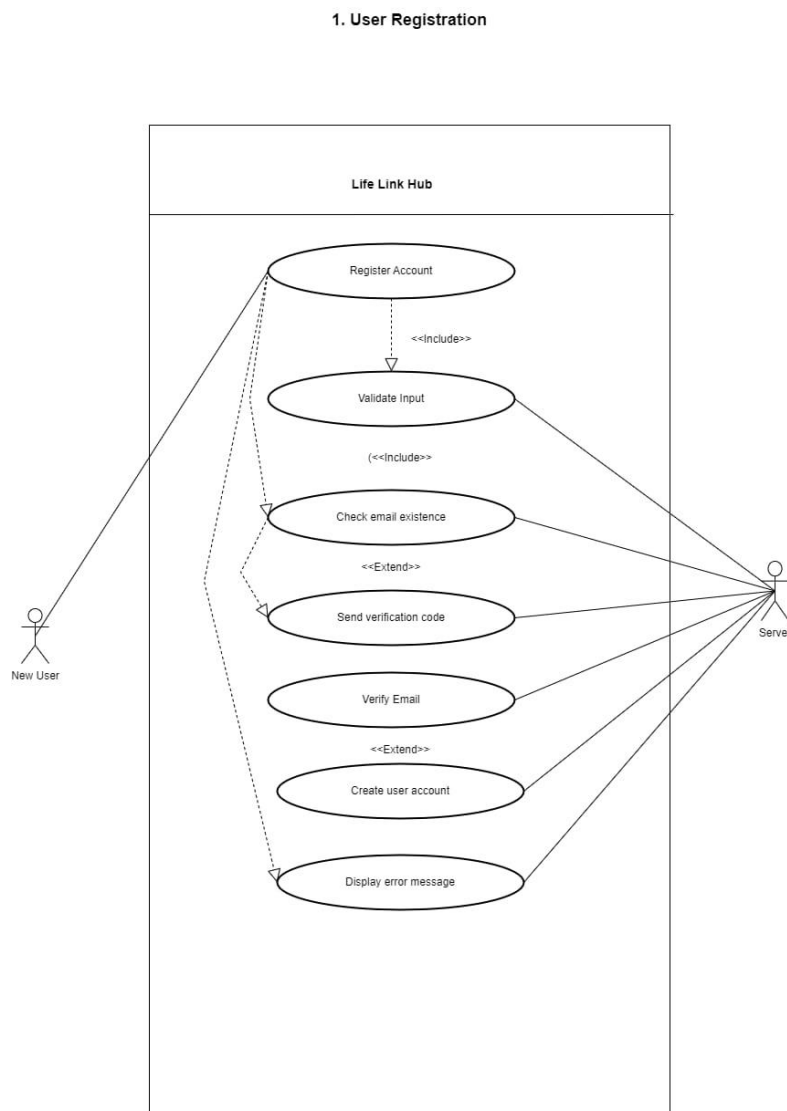 1. User Registration
Life Link Hub
Register Account
<<Include>>
Validate Input
(<<Include>>
Check email existence
<<Extend>>
Send verification code
Serve
New User
Verify Email
<<Extend>>
Create user account
Display error message